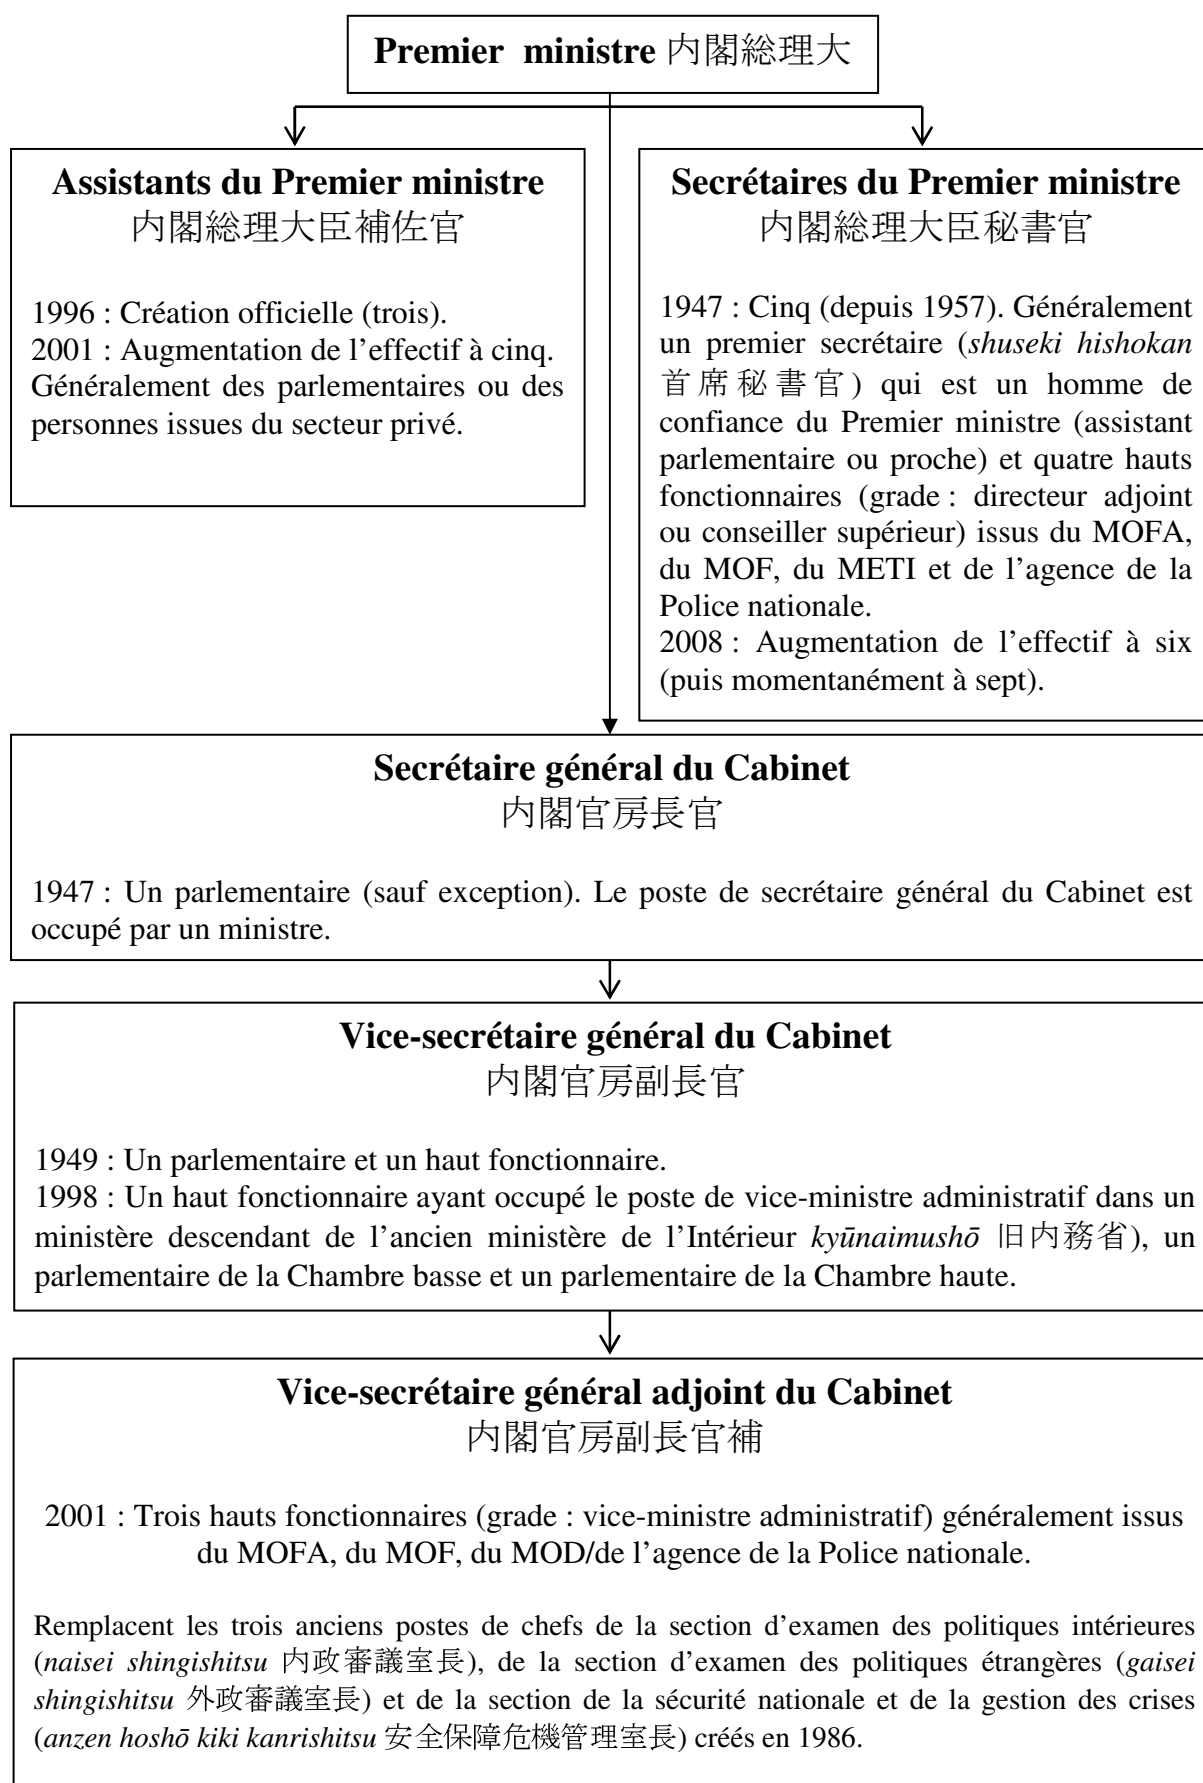 Premier ministre 内閣総理大
Assistants du Premier ministre
内閣総理大臣補佐官
1996 : Création officielle (trois).
2001 : Augmentation de l’effectif à cinq.
Généralement des parlementaires ou des
personnes issues du secteur privé.
Secrétaires du Premier ministre
内閣総理大臣秘書官
1947 : Cinq (depuis 1957). Généralement
un premier secrétaire (shuseki hishokan
首席秘書官) qui est un homme de
confiance du Premier ministre (assistant
parlementaire ou proche) et quatre hauts
fonctionnaires (grade : directeur adjoint
ou conseiller supérieur) issus du MOFA,
du MOF, du METI et de l’agence de la
Police nationale.
2008 : Augmentation de l’effectif à six
(puis momentanément à sept).
Secrétaire général du Cabinet
内閣官房長官
1947 : Un parlementaire (sauf exception). Le poste de secrétaire général du Cabinet est
occupé par un ministre.
Vice-secrétaire général du Cabinet
内閣官房副長官
1949 : Un parlementaire et un haut fonctionnaire.
1998 : Un haut fonctionnaire ayant occupé le poste de vice-ministre administratif dans un
ministère descendant de l’ancien ministère de l’Intérieur kyūnaimushō 旧内務省), un
parlementaire de la Chambre basse et un parlementaire de la Chambre haute.
Vice-secrétaire général adjoint du Cabinet
内閣官房副長官補
2001 : Trois hauts fonctionnaires (grade : vice-ministre administratif) généralement issus
du MOFA, du MOF, du MOD/de l’agence de la Police nationale.
Remplacent les trois anciens postes de chefs de la section d’examen des politiques intérieures
(naisei shingishitsu 内政審議室長), de la section d’examen des politiques étrangères (gaisei
shingishitsu 外政審議室長) et de la section de la sécurité nationale et de la gestion des crises
(anzen hoshō kiki kanrishitsu 安全保障危機管理室長) créés en 1986.